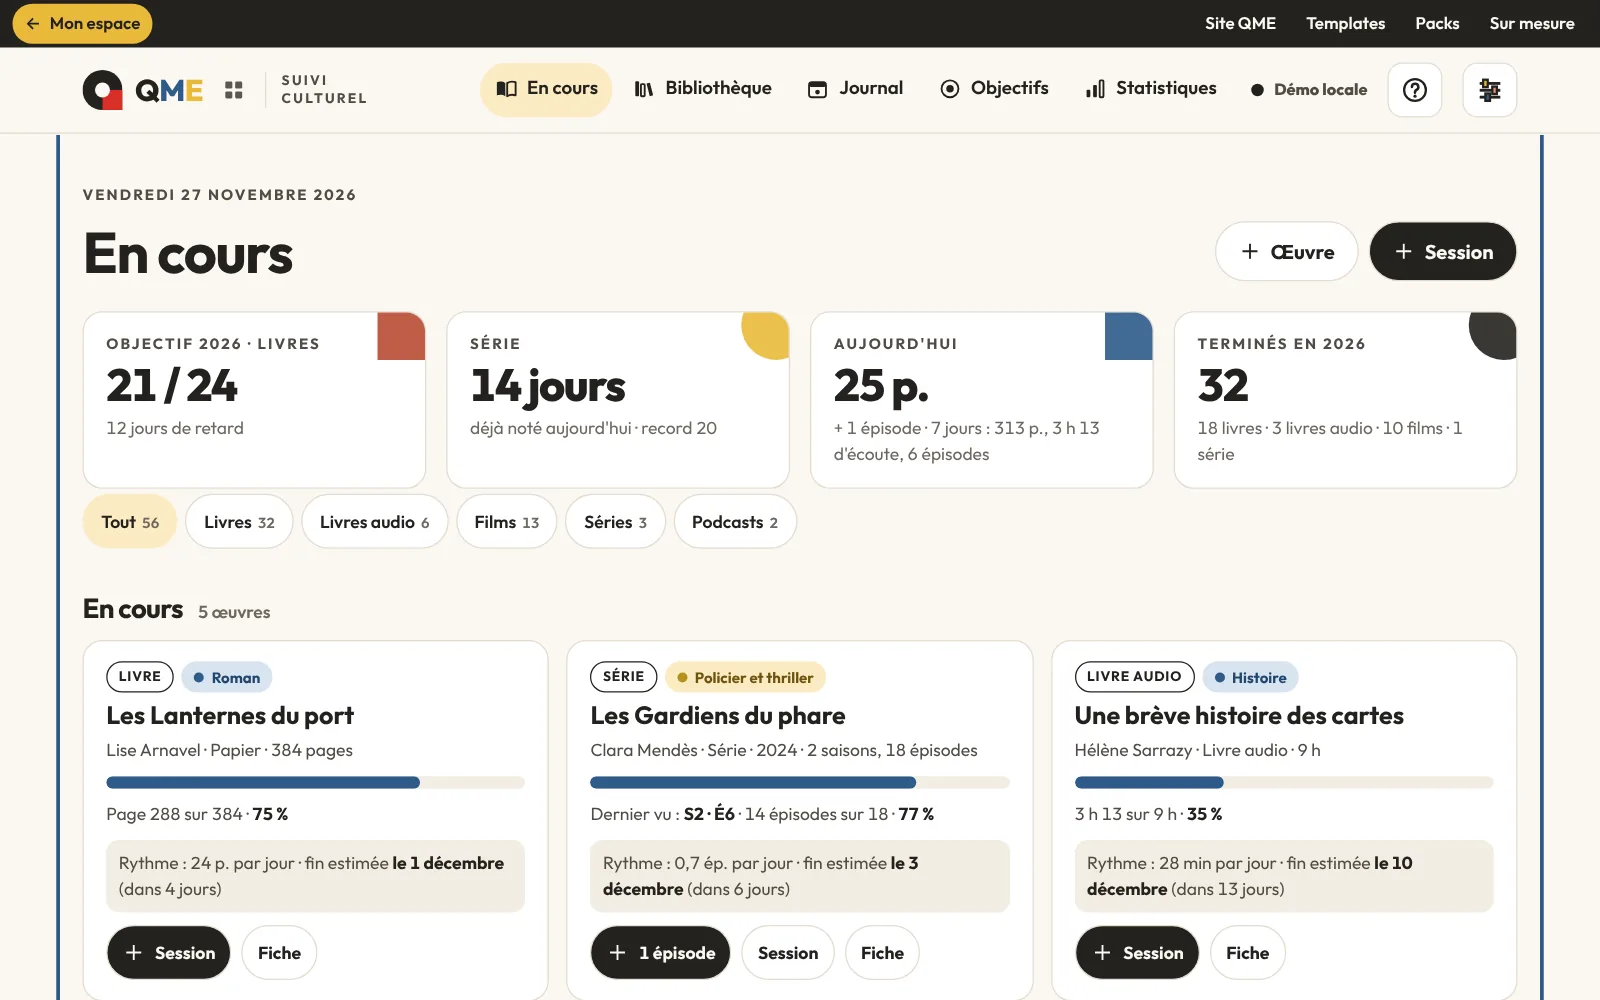 ← Mon espace
Site QME
Templates
Packs
Sur mesure
QME
SUIVI
CULTUREL
En cours
Bibliothèque
Journal
Objectifs
Statistiques
Démo locale
VENDREDI 27 NOVEMBRE 2026
En cours
+ Œuvre
+ Session
OBJECTIF 2026 · LIVRES
21 / 24
12 jours de retard
SÉRIE
14 jours
déjà noté aujourd'hui · record 20
AUJOURD'HUI
25 p.
+ 1 épisode · 7 jours : 313 p., 3 h 13
d'écoute, 6 épisodes
TERMINÉS EN 2026
32
18 livres · 3 livres audio · 10 films · 1
série
Tout 56
Livres 32
Livres audio 6
Films 13
Séries 3
Podcasts 2
En cours 5 œuvres
LIVRE
Roman
Les Lanternes du port
Lise Arnavel · Papier · 384 pages
Page 288 sur 384 · 75 %
Rythme : 24 p. par jour · fin estimée le 1 décembre
(dans 4 jours)
+ Session
Fiche
SÉRIE
Policier et thriller
Les Gardiens du phare
Clara Mendès · Série · 2024 · 2 saisons, 18 épisodes
Dernier vu : S2 · É6 · 14 épisodes sur 18 · 77 %
Rythme : 0,7 ép. par jour · fin estimée le 3
décembre (dans 6 jours)
+ 1 épisode
Session
Fiche
LIVRE AUDIO
Histoire
Une brève histoire des cartes
Hélène Sarrazy · Livre audio · 9 h
3 h 13 sur 9 h · 35 %
Rythme : 28 min par jour · fin estimée le 10
décembre (dans 13 jours)
+ Session
Fiche